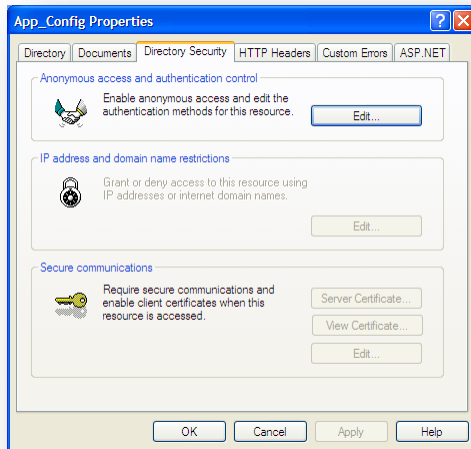 App_Config Properties
?
Directory Documents Directory Security HTTP Headers Custom Errors ASP.NET
Anonymous access and authentication control
Enable anonymous access and edit the
authentication methods for this resource.
Edit...
IP address and domain name restrictions
Grant or deny access to this resource using
IP addresses or internet domain names.
Edit...
Secure communications
Require secure communications and
enable client certificates when this
resource is accessed.
Server Certificate...
View Certificate...
Edit...
OK Cancel Apply Help